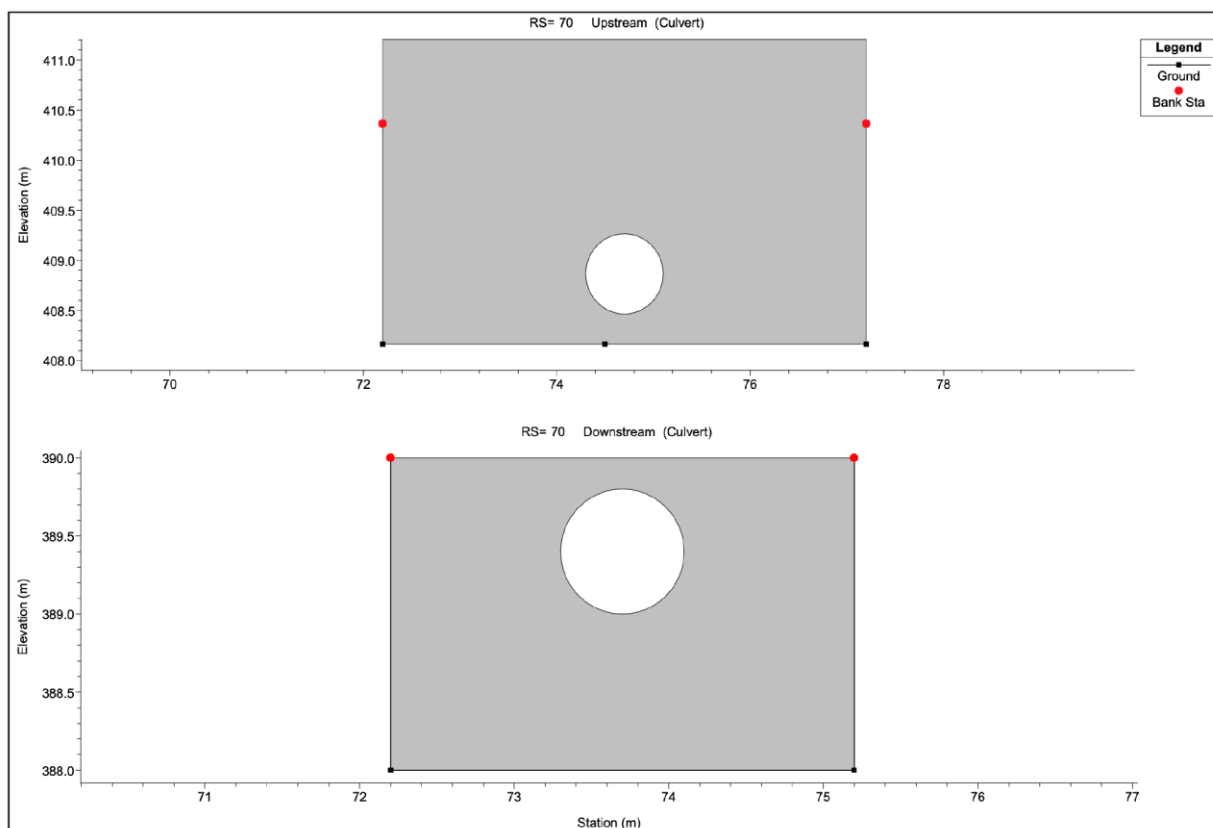 RS= 70 Upstream (Culvert)
Legend
Ground
Bank Sta
Elevation (m)
411.0
410.5
410.0
409.5
409.0
408.5
408.0
70 72 74 76 78
RS= 70 Downstream (Culvert)
Elevation (m)
390.0
389.5
389.0
388.5
388.0
71 72 73 74 75 76 77
Station (m)